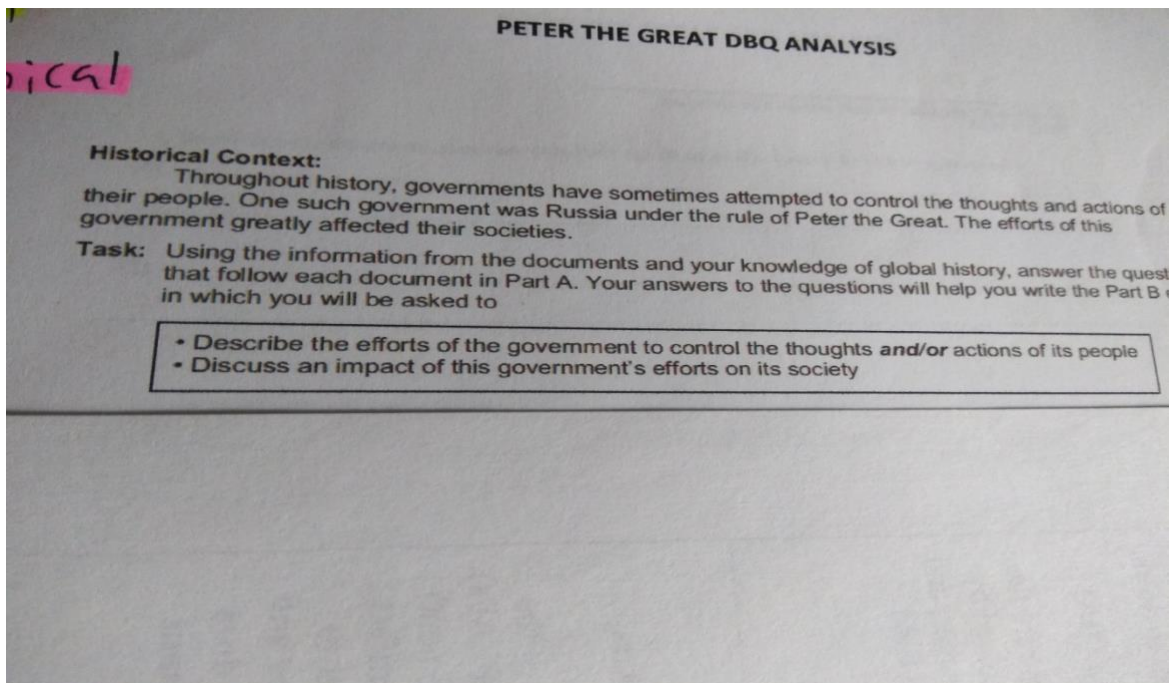 PETER THE GREAT DBQ ANALYSIS
ical
Historical Context:
Throughout history, governments have sometimes attempted to control the thoughts and actions of
their people. One such government was Russia under the rule of Peter the Great. The efforts of this
government greatly affected their societies.
Task: Using the information from the documents and your knowledge of global history, answer the quest
that follow each document in Part A. Your answers to the questions will help you write the Part B
in which you will be asked to
• Describe the efforts of the government to control the thoughts and/or actions of its people
• Discuss an impact of this government's efforts on its society